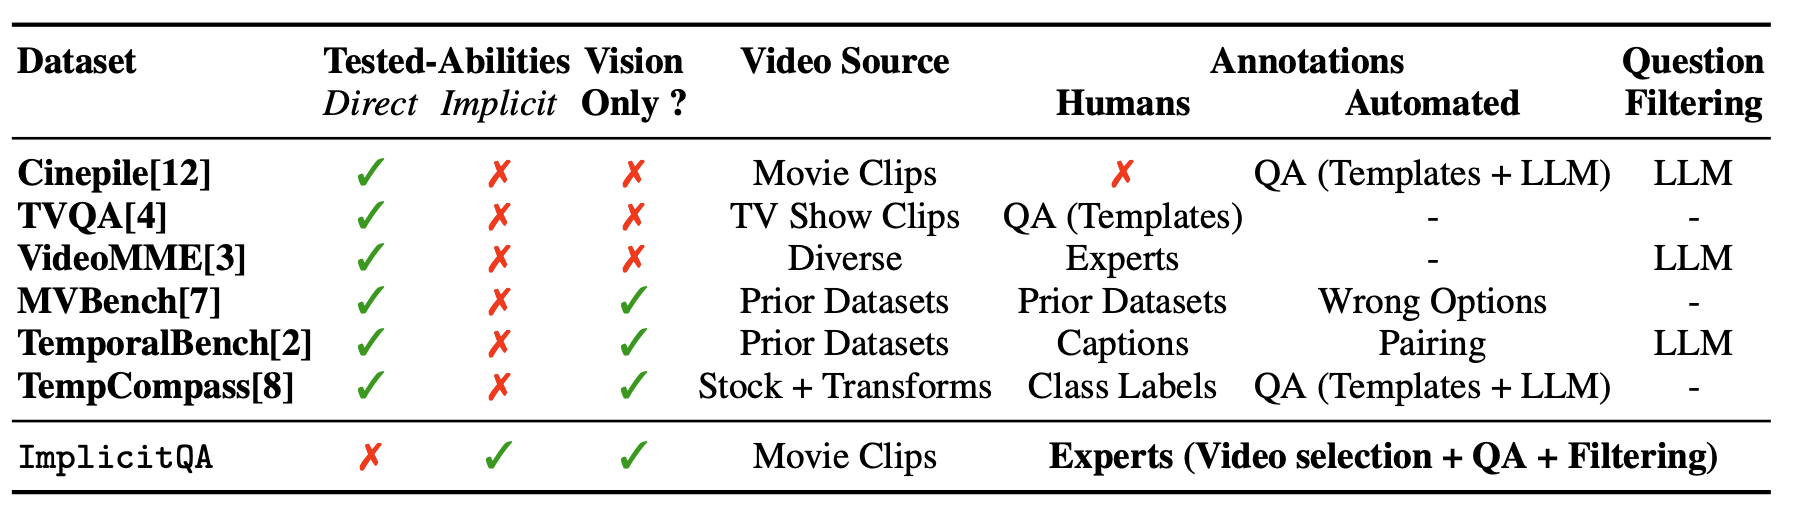 Dataset Tested-Abilities Vision Video Source Annotations Question
Direct Implicit Only ? Humans Automated Filtering
Cinepile[12] ✓ ✗ ✗ Movie Clips ✗ QA (Templates + LLM) LLM
TVQA[4] ✓ ✗ ✗ TV Show Clips QA (Templates) - -
VideoMME[3] ✓ ✗ ✗ Diverse Experts - LLM
MVBench[7] ✓ ✗ ✓ Prior Datasets Prior Datasets Wrong Options -
TemporalBench[2] ✓ ✗ ✓ Prior Datasets Captions Pairing LLM
TempCompass[8] ✓ ✗ ✓ Stock + Transforms Class Labels QA (Templates + LLM) -
ImplicitQA ✗ ✓ ✓ Movie Clips Experts (Video selection + QA + Filtering)